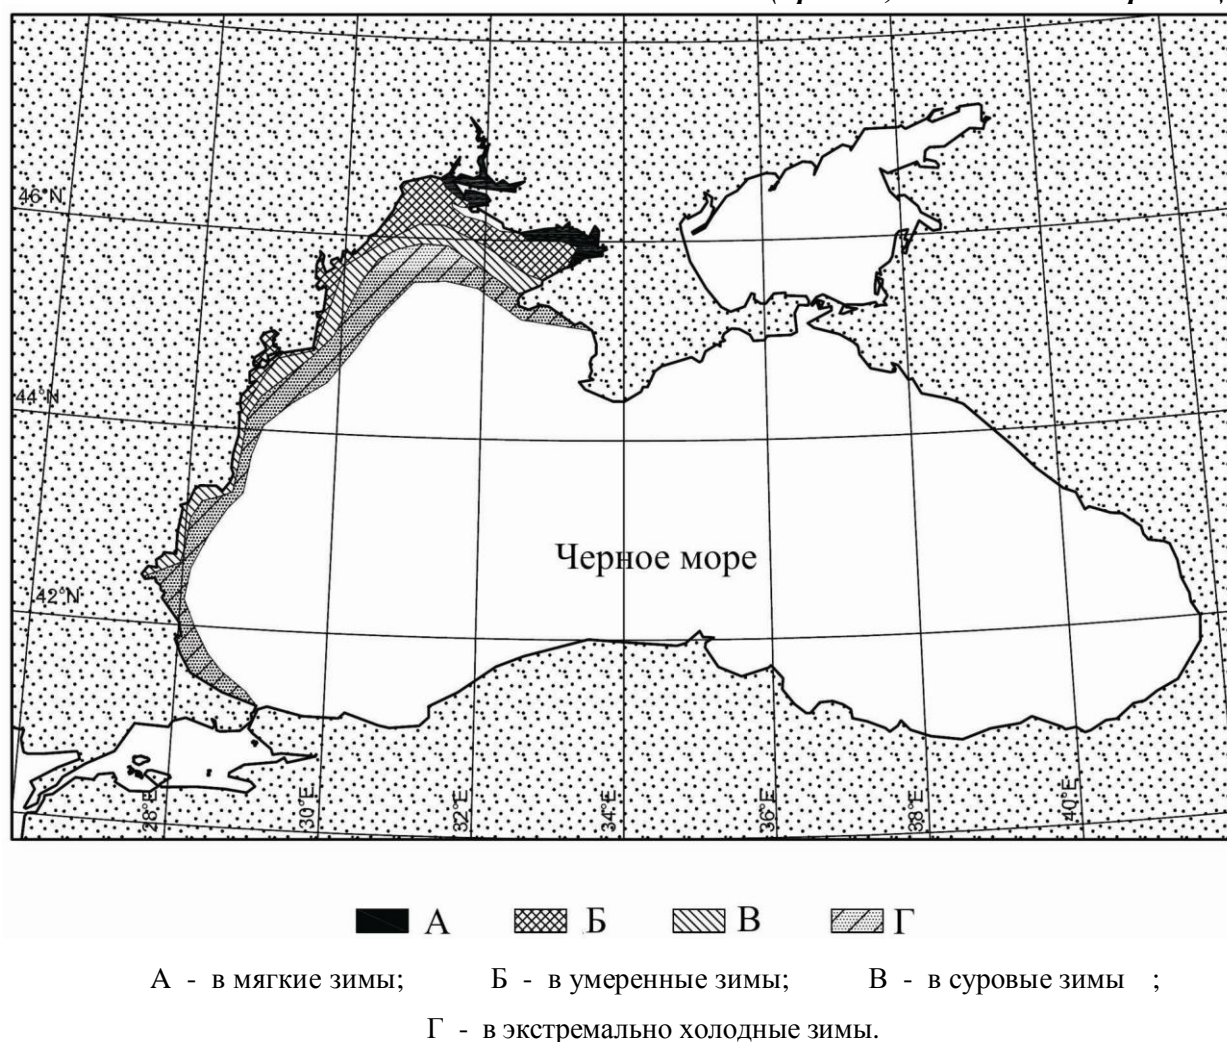 46°N
44°N
Черное море
42°N
28°E
30°E
32°E
34°E
36°E
38°E
40°E
А Б В Г
А - в мягкие зимы; Б - в умеренные зимы; В - в суровые зимы ;
Г - в экстремально холодные зимы.